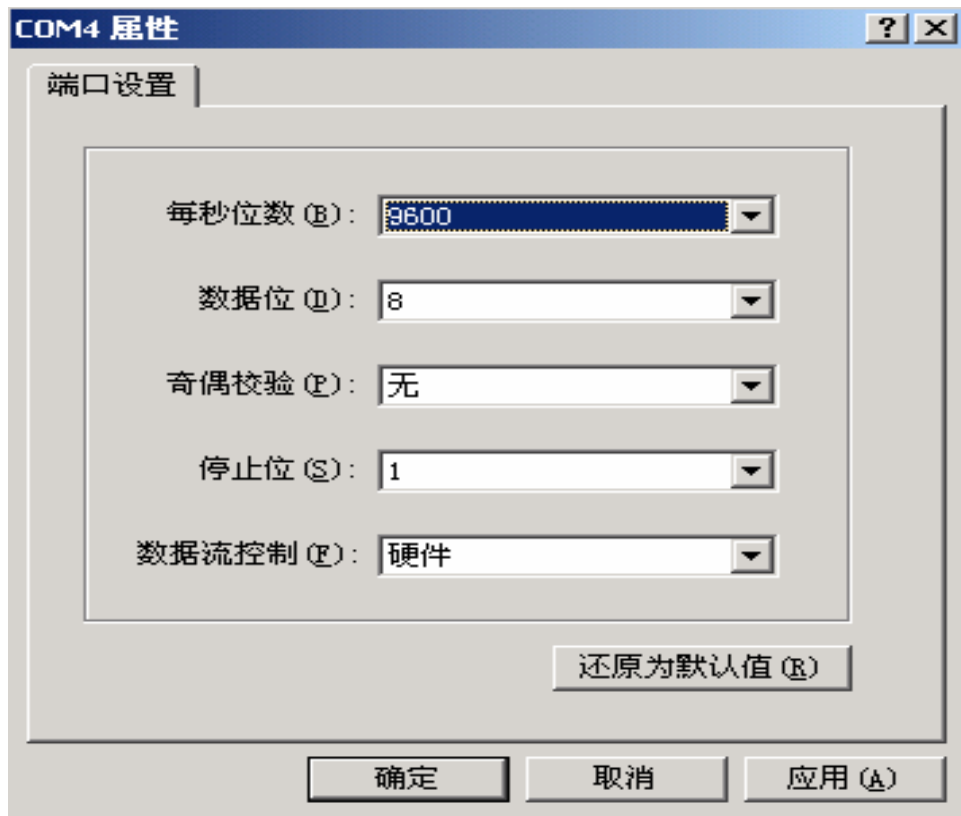 COM4 属性
端口设置
每秒位数(B): 9600
数据位(D): 8
奇偶校验(P): 无
停止位(S): 1
数据流控制(F): 硬件
还原为默认值(R)
确定 取消 应用(A)